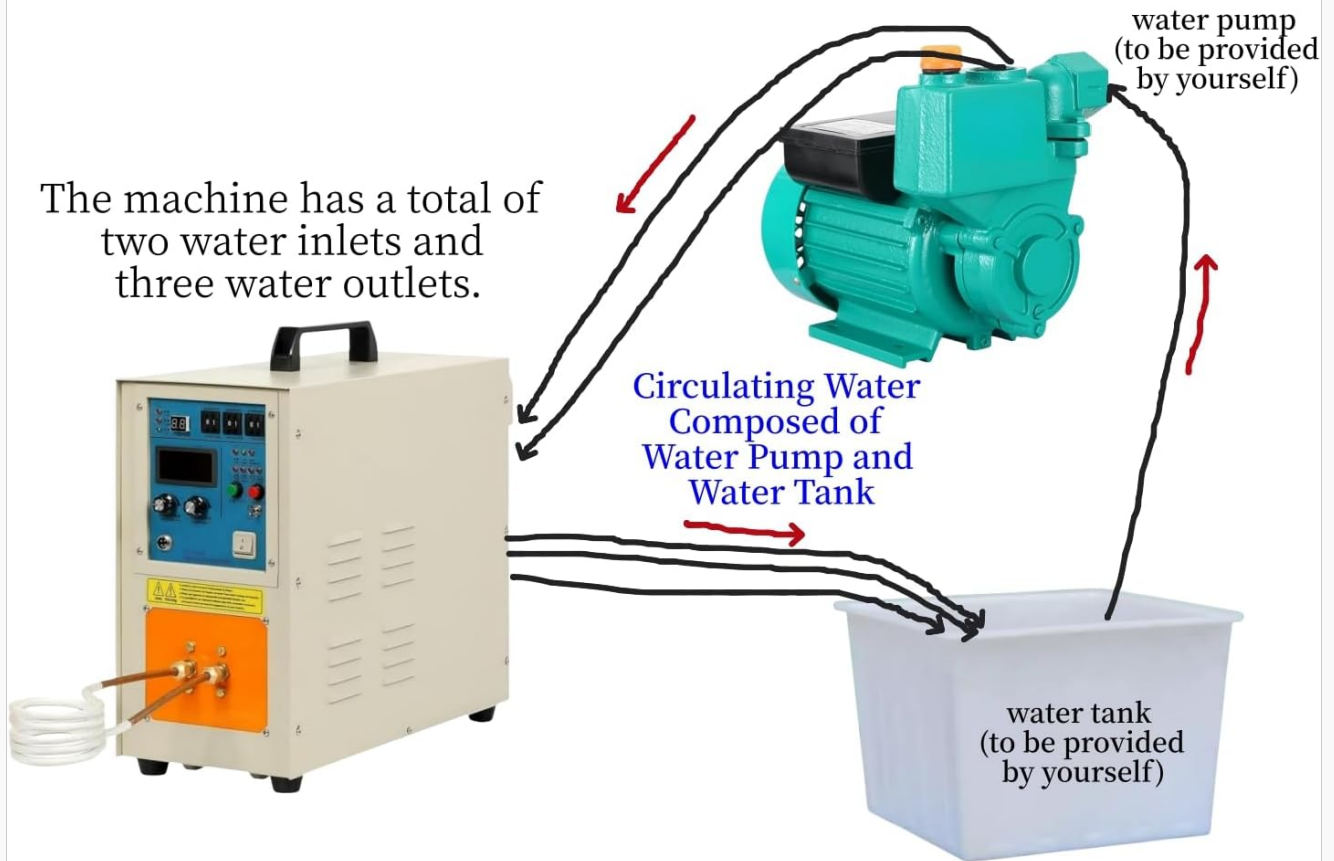 water pump
(to be provided
by yourself)
The machine has a total of
two water inlets and
three water outlets.
Circulating Water
Composed of
Water Pump and
Water Tank
water tank
(to be provided
by yourself)